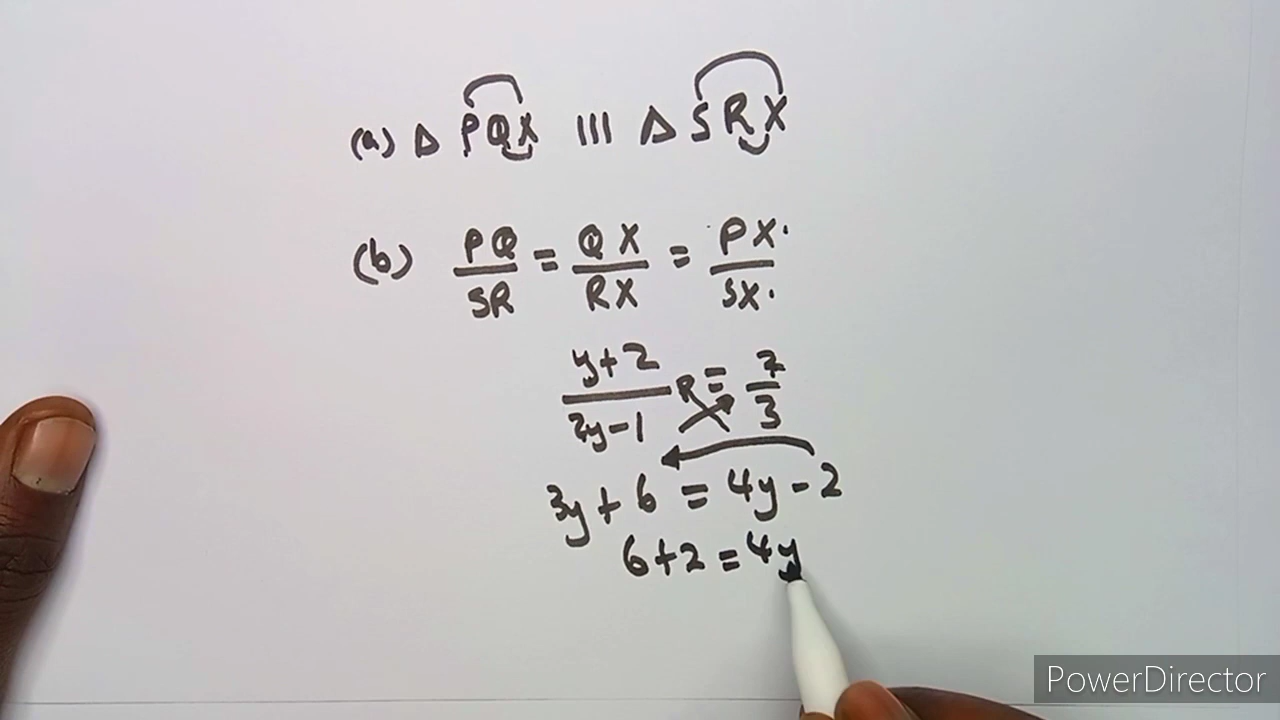 (a) Δ PQX ||| Δ SRX
(b) PQ/SR = QX/RX = PX/SX
y+2/2y-1 = 2/3
3y+6 = 4y-2
6+2 = 4y
PowerDirector